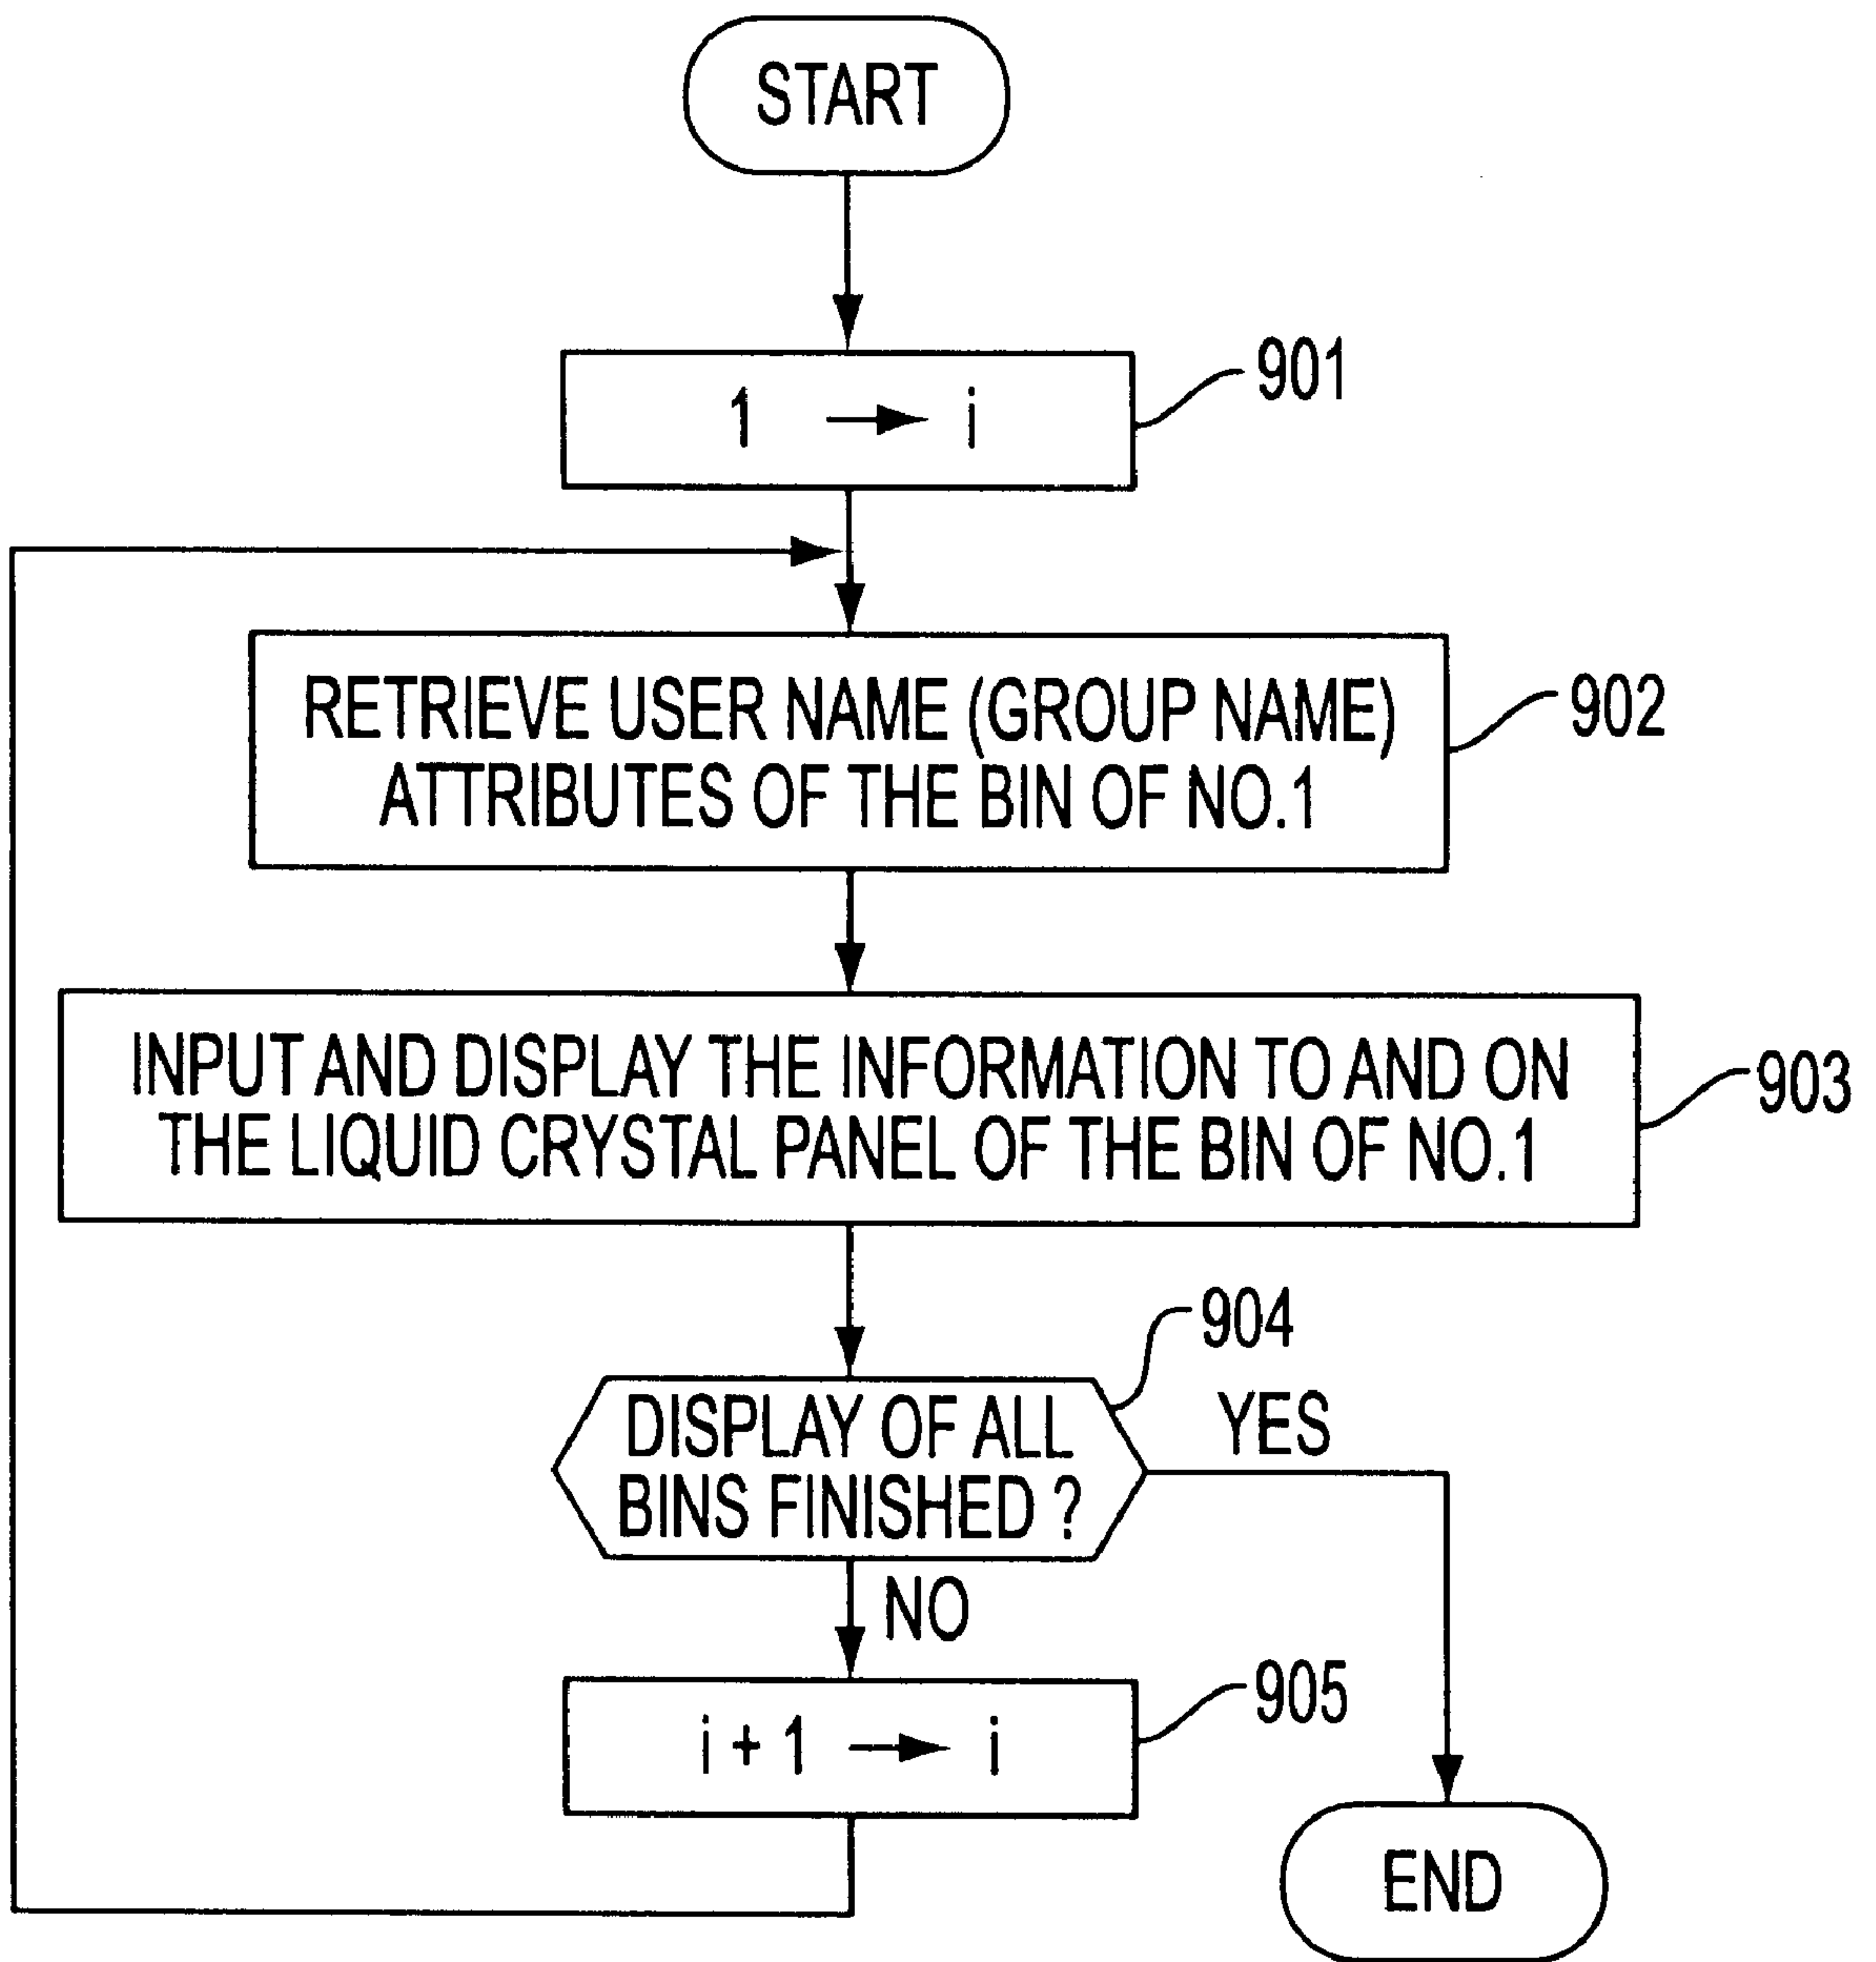 START
1 → i
901
RETRIEVE USER NAME (GROUP NAME)
ATTRIBUTES OF THE BIN OF NO.1
902
INPUT AND DISPLAY THE INFORMATION TO AND ON
THE LIQUID CRYSTAL PANEL OF THE BIN OF NO.1
903
904
DISPLAY OF ALL
BINS FINISHED ?
YES
NO
i + 1 → i
905
END